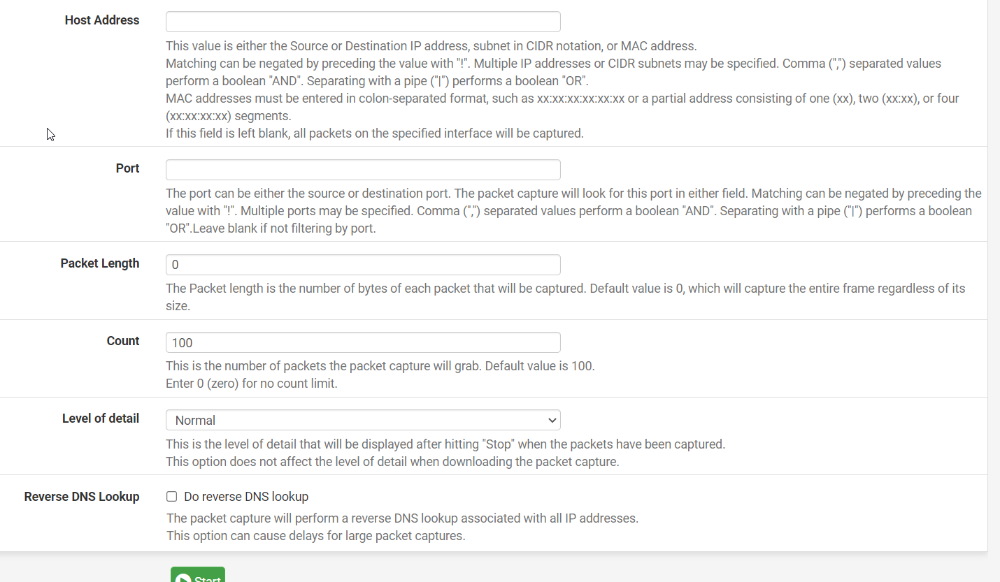 Host Address
This value is either the Source or Destination IP address, subnet in CIDR notation, or MAC address.
Matching can be negated by preceding the value with "!". Multiple IP addresses or CIDR subnets may be specified. Comma (",") separated values
perform a boolean "AND". Separating with a pipe ("|") performs a boolean "OR".
MAC addresses must be entered in colon-separated format, such as xx:xx:xx:xx:xx:xx or a partial address consisting of one (xx), two (xx:xx), or four
(xx:xx:xx:xx) segments.
If this field is left blank, all packets on the specified interface will be captured.
Port
The port can be either the source or destination port. The packet capture will look for this port in either field. Matching can be negated by preceding the
value with "!". Multiple ports may be specified. Comma (",") separated values perform a boolean "AND". Separating with a pipe ("|") performs a boolean
"OR".Leave blank if not filtering by port.
Packet Length
0
The Packet length is the number of bytes of each packet that will be captured. Default value is 0, which will capture the entire frame regardless of its
size.
Count
100
This is the number of packets the packet capture will grab. Default value is 100.
Enter 0 (zero) for no count limit.
Level of detail
Normal
This is the level of detail that will be displayed after hitting "Stop" when the packets have been captured.
This option does not affect the level of detail when downloading the packet capture.
Reverse DNS Lookup
Do reverse DNS lookup
The packet capture will perform a reverse DNS lookup associated with all IP addresses.
This option can cause delays for large packet captures.
Start